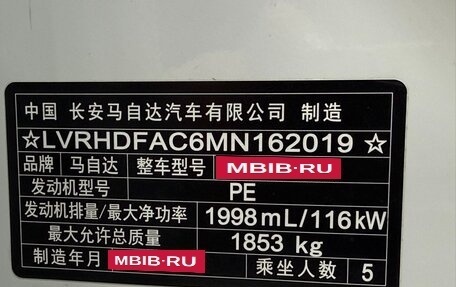 中国 长安马自达汽车有限公司 制造
☆LVRHDFAC6MN162019☆
品牌 马自达 整车型号 MBIB.RU
发动机型号 PE
发动机排量/最大净功率 1998mL/116kW
最大允许总质量 1853 kg
制造年月 MBIB.RU 乘坐人数 5